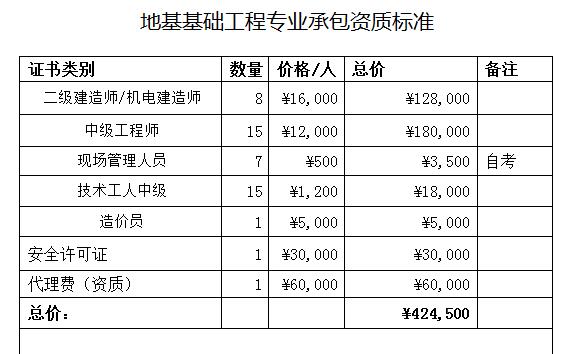 地基基础工程专业承包资质标准
证书类别 数量 价格/人 总价 备注
二级建造师/机电建造师 8 ¥16,000 ¥128,000
中级工程师 15 ¥12,000 ¥180,000
现场管理人员 7 ¥500 ¥3,500 自考
技术工人中级 15 ¥1,200 ¥18,000
造价员 1 ¥5,000 ¥5,000
安全许可证 1 ¥30,000 ¥30,000
代理费（资质） 1 ¥60,000 ¥60,000
总价： ¥424,500